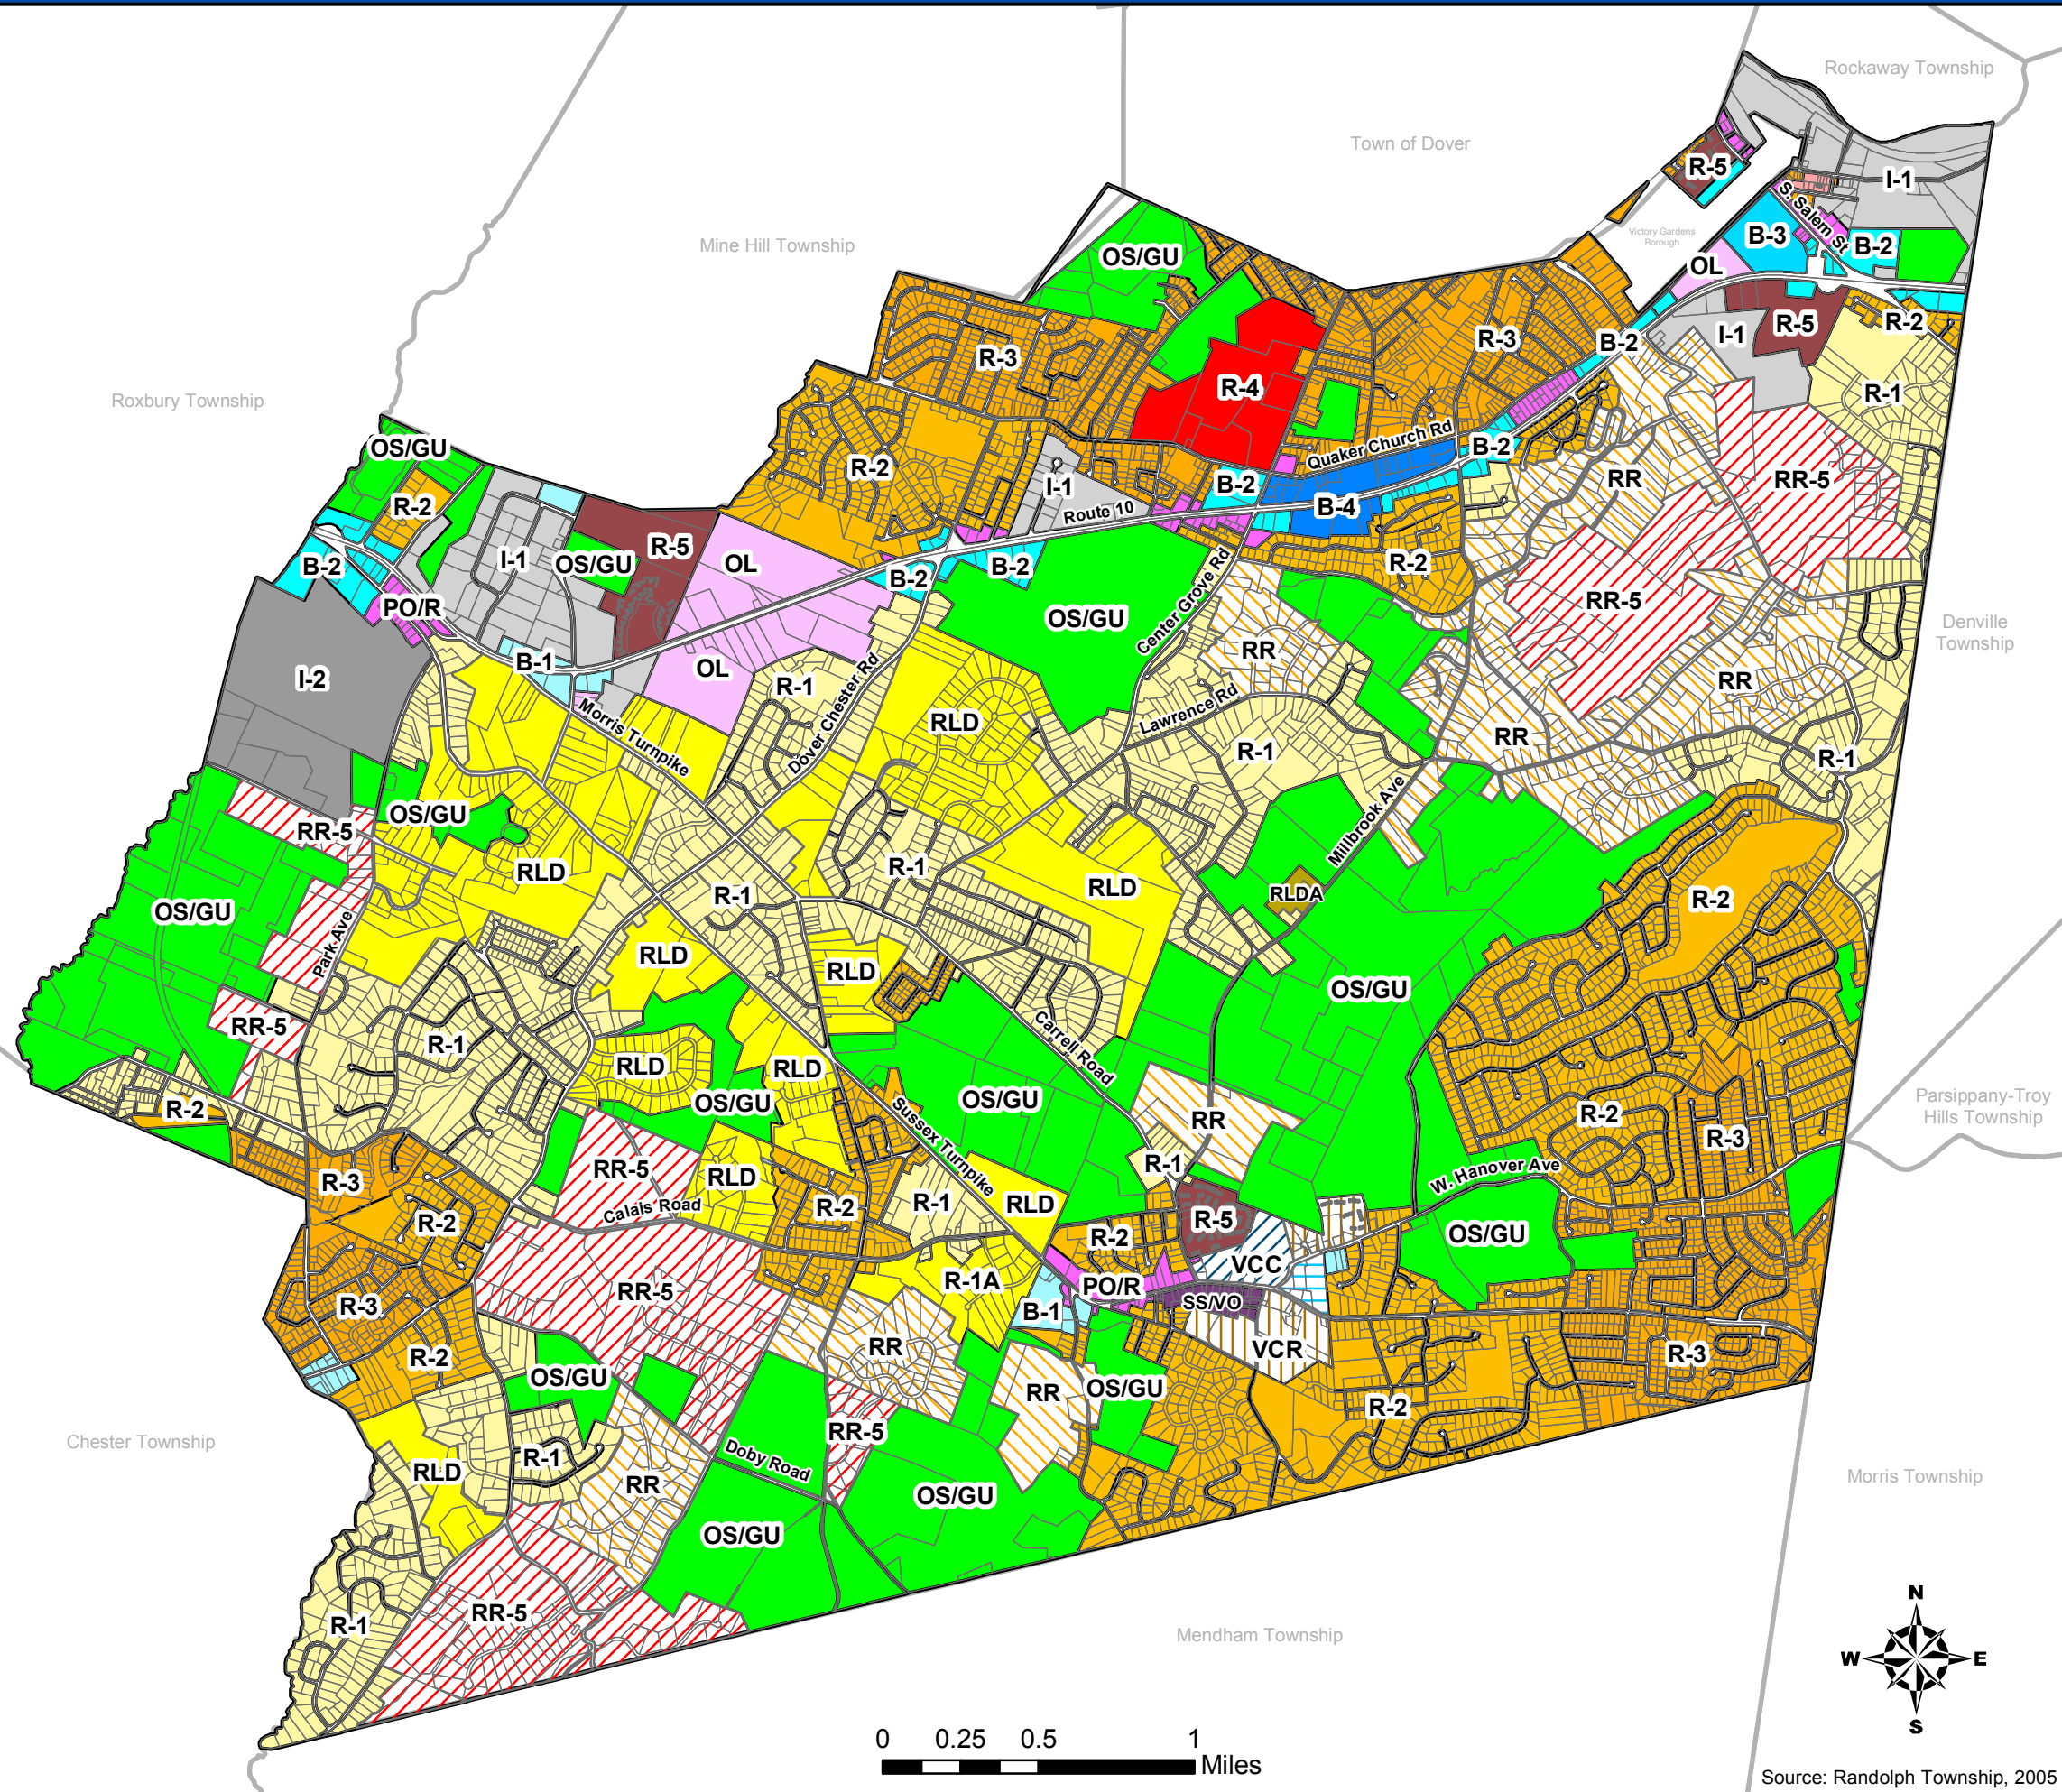 Rockaway Township
Town of Dover
R-5
I-1
S. Salem St
Victory Gardens
Borough
B-3
B-2
OL
Mine Hill Township
OS/GU
R-3
R-4
R-3
B-2
I-1
R-5
R-2
R-1
Roxbury Township
OS/GU
R-2
R-2
I-1
Quaker Church Rd
B-2
B-2
B-4
Route 10
RR
RR-5
B-2
I-1
OS/GU
R-5
OL
B-2
B-2
R-2
PO/R
OS/GU
Center Grove Rd
RR-5
Denville
Township
I-2
B-1
OL
R-1
RR
RR
Morris Turnpike
Dover Chester Rd
RLD
Lawrence Rd
R-1
RR
R-1
OS/GU
RR-5
RLD
R-1
R-1
RLD
Millbrook Ave
RLDA
R-2
OS/GU
Park Ave
RLD
RLD
OS/GU
RR-5
R-1
RLD
RLD
Carrell Road
OS/GU
OS/GU
R-2
Sussex Turnpike
RR
R-2
R-3
Parsippany-Troy
Hills Township
R-3
RR-5
RLD
R-1
W. Hanover Ave
Calais Road
R-2
R-2
R-1
RLD
R-5
R-2
OS/GU
VCC
RR-5
R-1A
PO/R
B-1
SS/VO
R-3
R-2
RR
VCR
R-3
OS/GU
RR
OS/GU
R-2
RR-5
Chester Township
R-1
RLD
RR
Doby Road
OS/GU
OS/GU
Morris Township
R-1
RR-5
Mendham Township
N
W
E
S
0 0.25 0.5 1
Miles
Source: Randolph Township, 2005